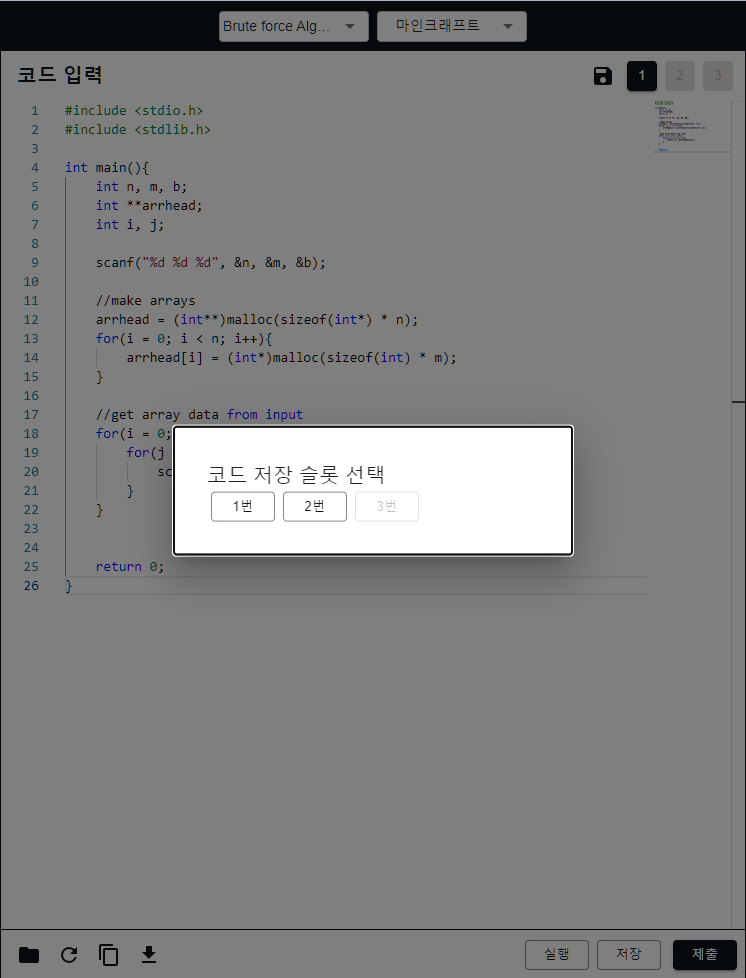 Brute force Alg... 마인크래프트
코드 입력 1 2 3
1 #include <stdio.h>
2 #include <stdlib.h>
3
4 int main(){
5 int n, m, b;
6 int **arrhead;
7 int i, j;
8
9 scanf("%d %d %d", &n, &m, &b);
10
11 //make arrays
12 arrhead = (int**)malloc(sizeof(int*) * n);
13 for(i = 0; i < n; i++){
14 arrhead[i] = (int*)malloc(sizeof(int) * m);
15 }
16
17 //get array data from input
18 for(i = 0;
19 for(j
20 sc
21 }
22 }
23
24
25 return 0;
26 }
코드 저장 슬롯 선택
1번 2번 3번
실행 저장 제출